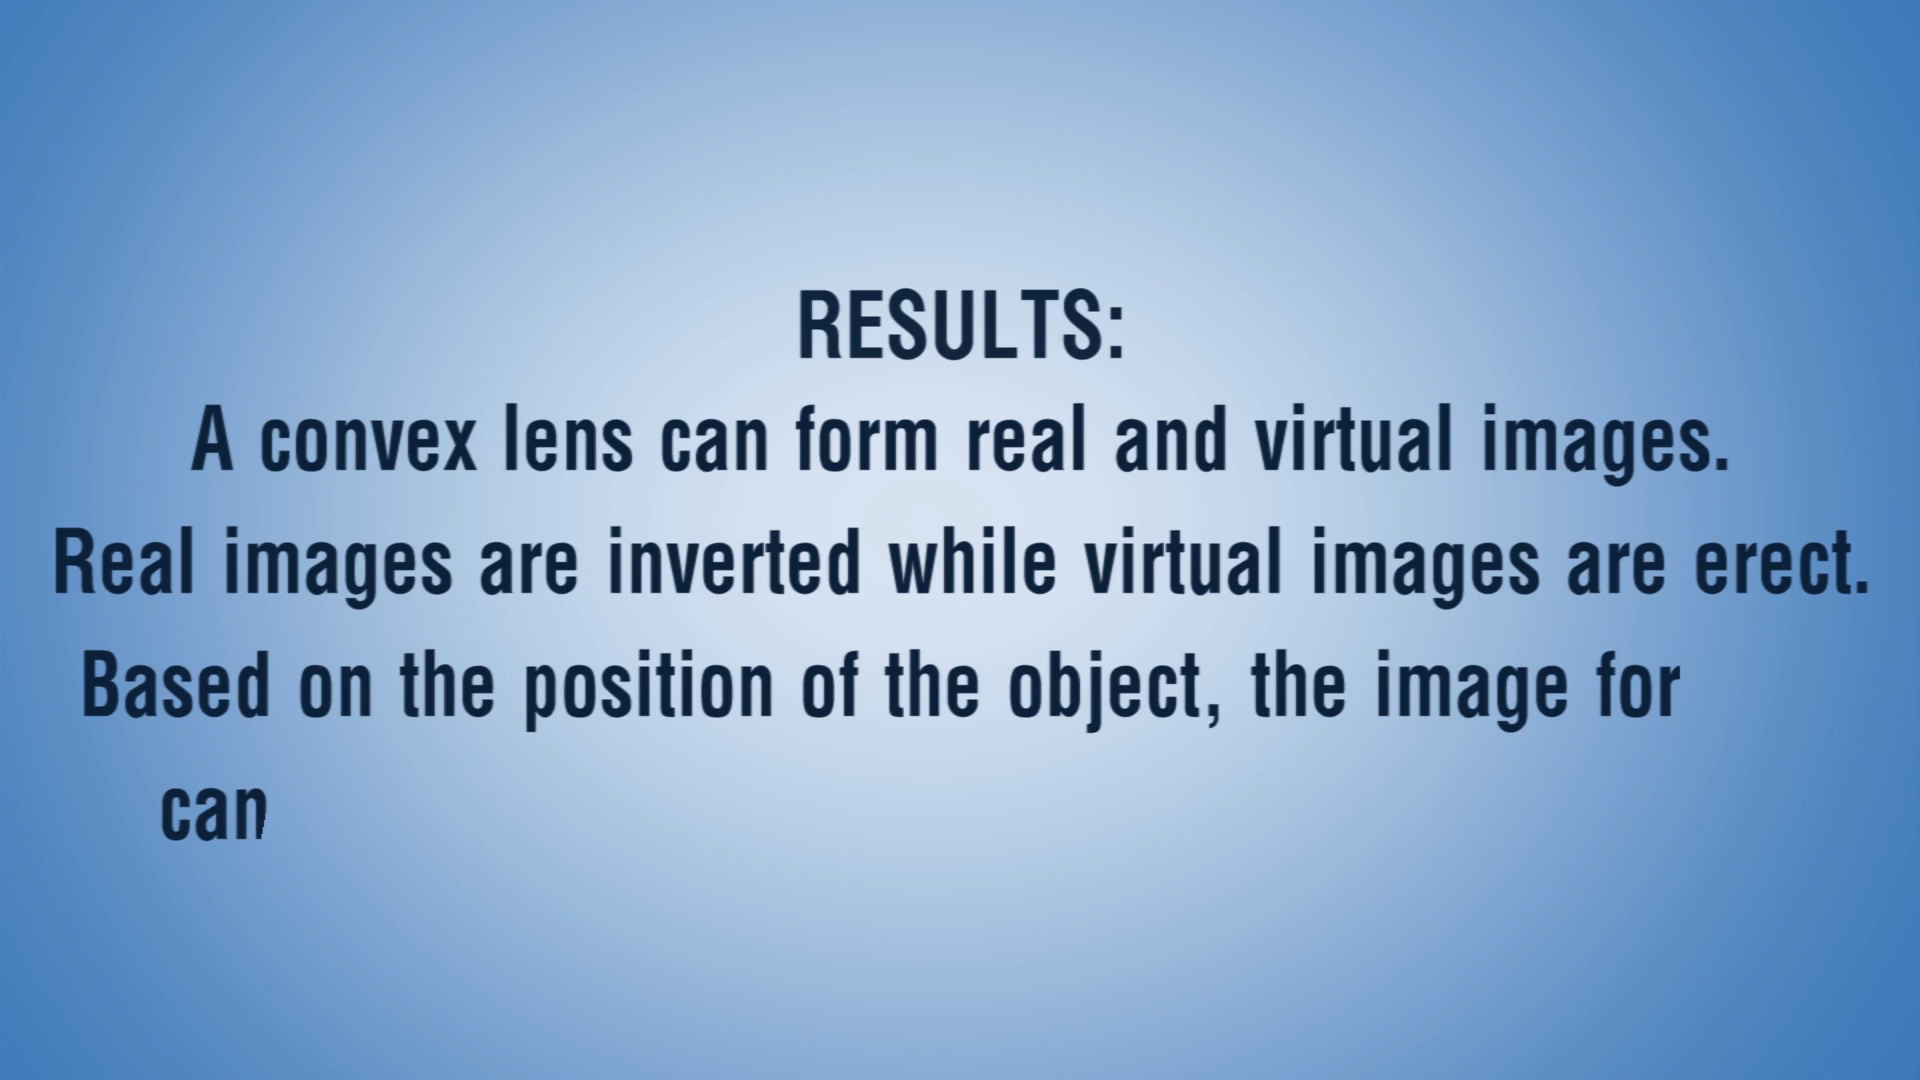 RESULTS:
A convex lens can form real and virtual images.
Real images are inverted while virtual images are erect.
Based on the position of the object, the image for
can